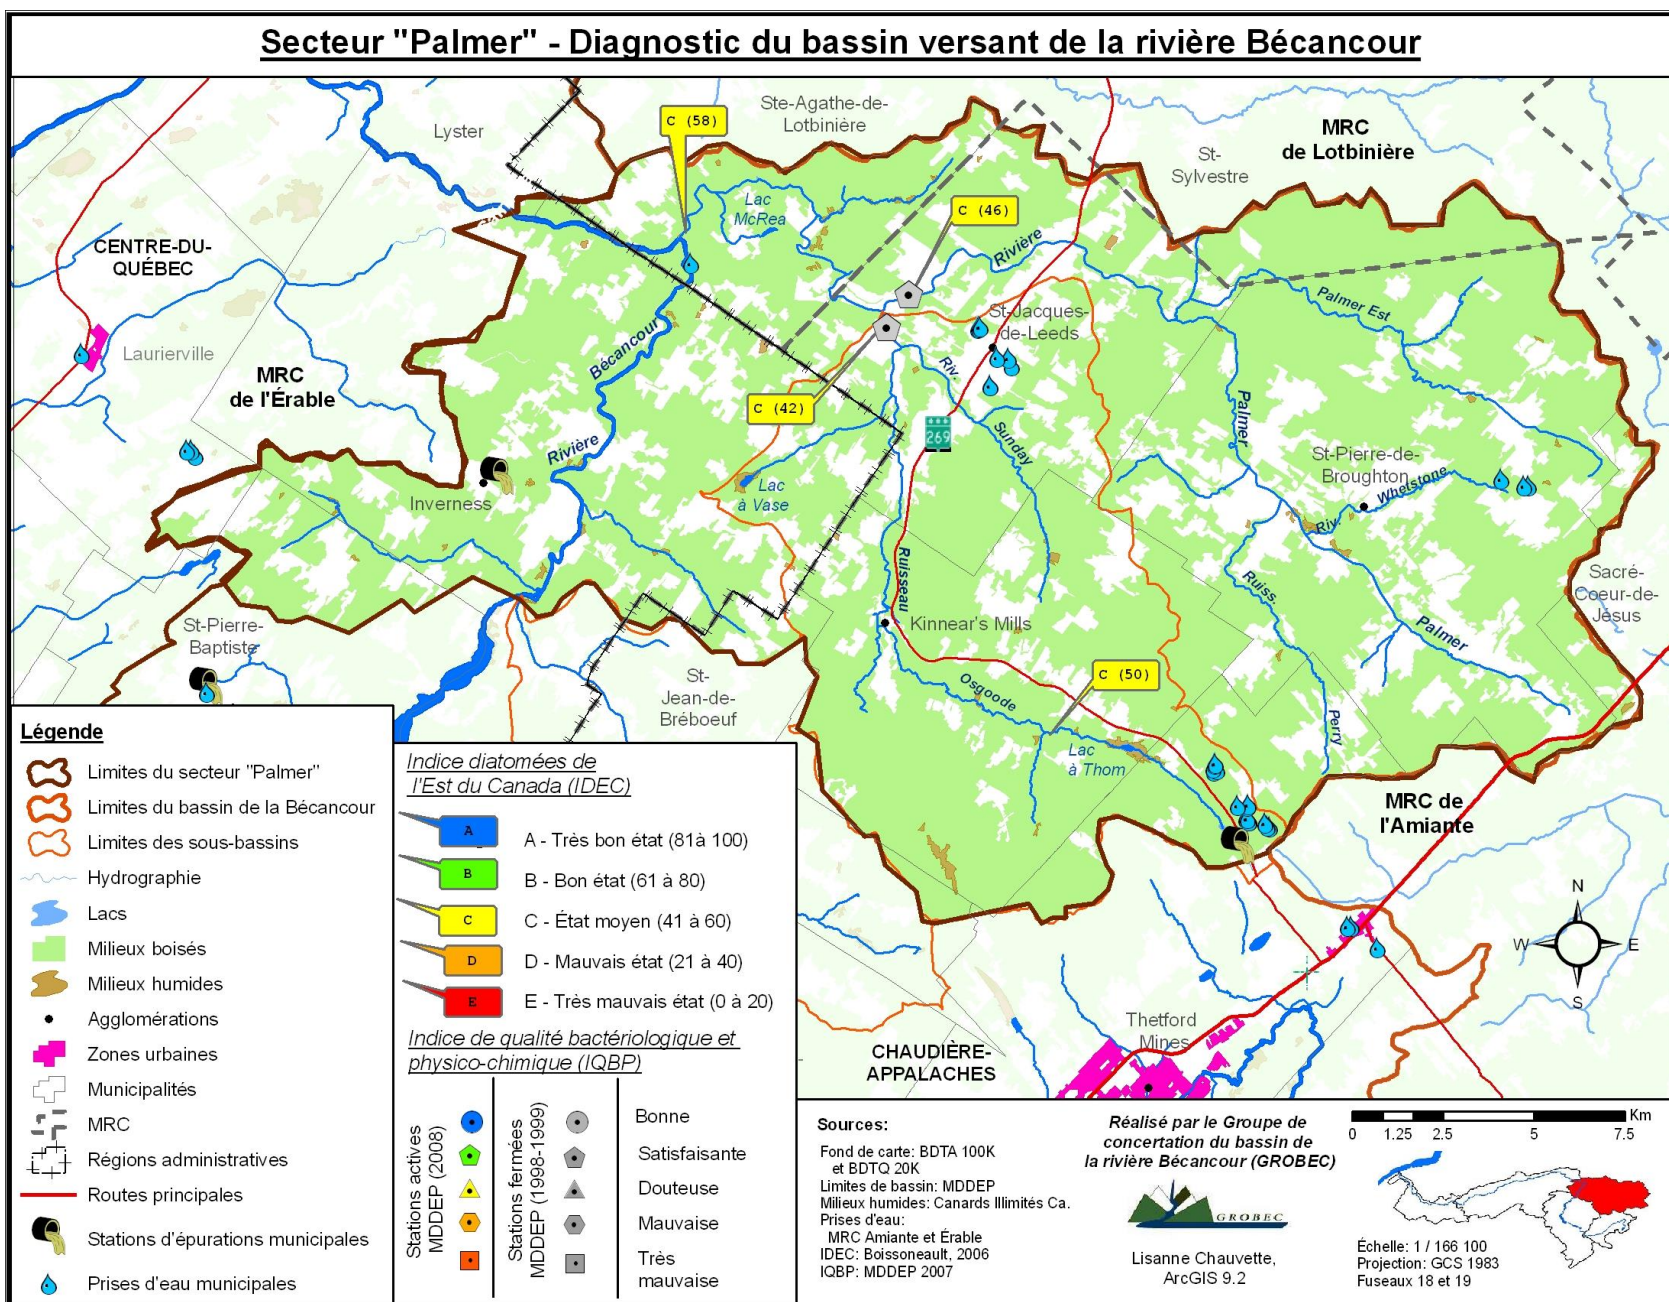 Secteur "Palmer" - Diagnostic du bassin versant de la rivière Bécancour
Lyster
C (58)
Ste-Agathe-de-
Lotbinière
MRC
de Lotbinière
St-
Sylvestre
Lac
McRea
C (46)
Rivière
CENTRE-DU-
QUÉBEC
Palmer Est
St-Jacques-
de-Leeds
Laurierville
Bécancour
MRC
de l'Érable
Riv.
C (42)
Palmer
269
Sunday
Rivière
St-Pierre-de-
Broughton
Whetstone
Riv.
Inverness
Lac
à Vase
Ruisseau
Ruiss.
Sacré-
Coeur-de-
Jésus
St-Pierre-
Baptiste
Kinnear's Mills
Palmer
C (50)
Osgoode
St-
Jean-de-
Bréboeuf
Perry
Lac
à Thom
MRC de
l'Amiante
N
W
E
S
Thetford
Mines
CHAUDIÈRE-
APPALACHES
Légende
Limites du secteur "Palmer"
Limites du bassin de la Bécancour
Limites des sous-bassins
Hydrographie
Lacs
Milieux boisés
Milieux humides
Agglomérations
Zones urbaines
Municipalités
MRC
Régions administratives
Routes principales
Stations d'épurations municipales
Prises d'eau municipales
Indice diatomées de
l'Est du Canada (IDEC)
A
A - Très bon état (81à 100)
B
B - Bon état (61 à 80)
C
C - État moyen (41 à 60)
D
D - Mauvais état (21 à 40)
E
E - Très mauvais état (0 à 20)
Indice de qualité bactériologique et
physico-chimique (IQBP)
Stations actives
MDDEP (2008)
Stations fermées
MDDEP (1998-1999)
Bonne
Satisfaisante
Douteuse
Mauvaise
Très
mauvaise
Sources:
Fond de carte: BDTA 100K
et BDTQ 20K
Limites de bassin: MDDEP
Milieux humides: Canards Illimités Ca.
Prises d'eau:
MRC Amiante et Érable
IDEC: Boissoneault, 2006
IQBP: MDDEP 2007
Réalisé par le Groupe de
concertation du bassin de
la rivière Bécancour (GROBEC)
GROBEC
Lisanne Chauvette,
ArcGIS 9.2
Km
0 1.25 2.5 5 7.5
Échelle: 1 / 166 100
Projection: GCS 1983
Fuseaux 18 et 19